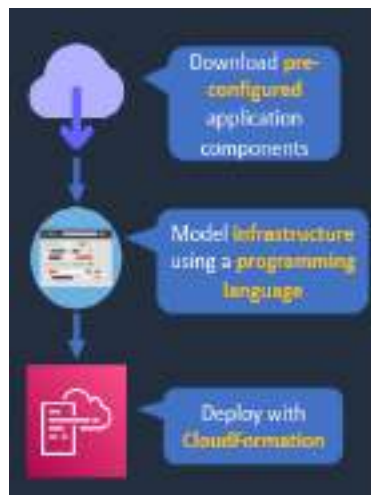 Download pre-
configured
application
components
Model infrastructure
using a programming
language
Deploy with
CloudFormation